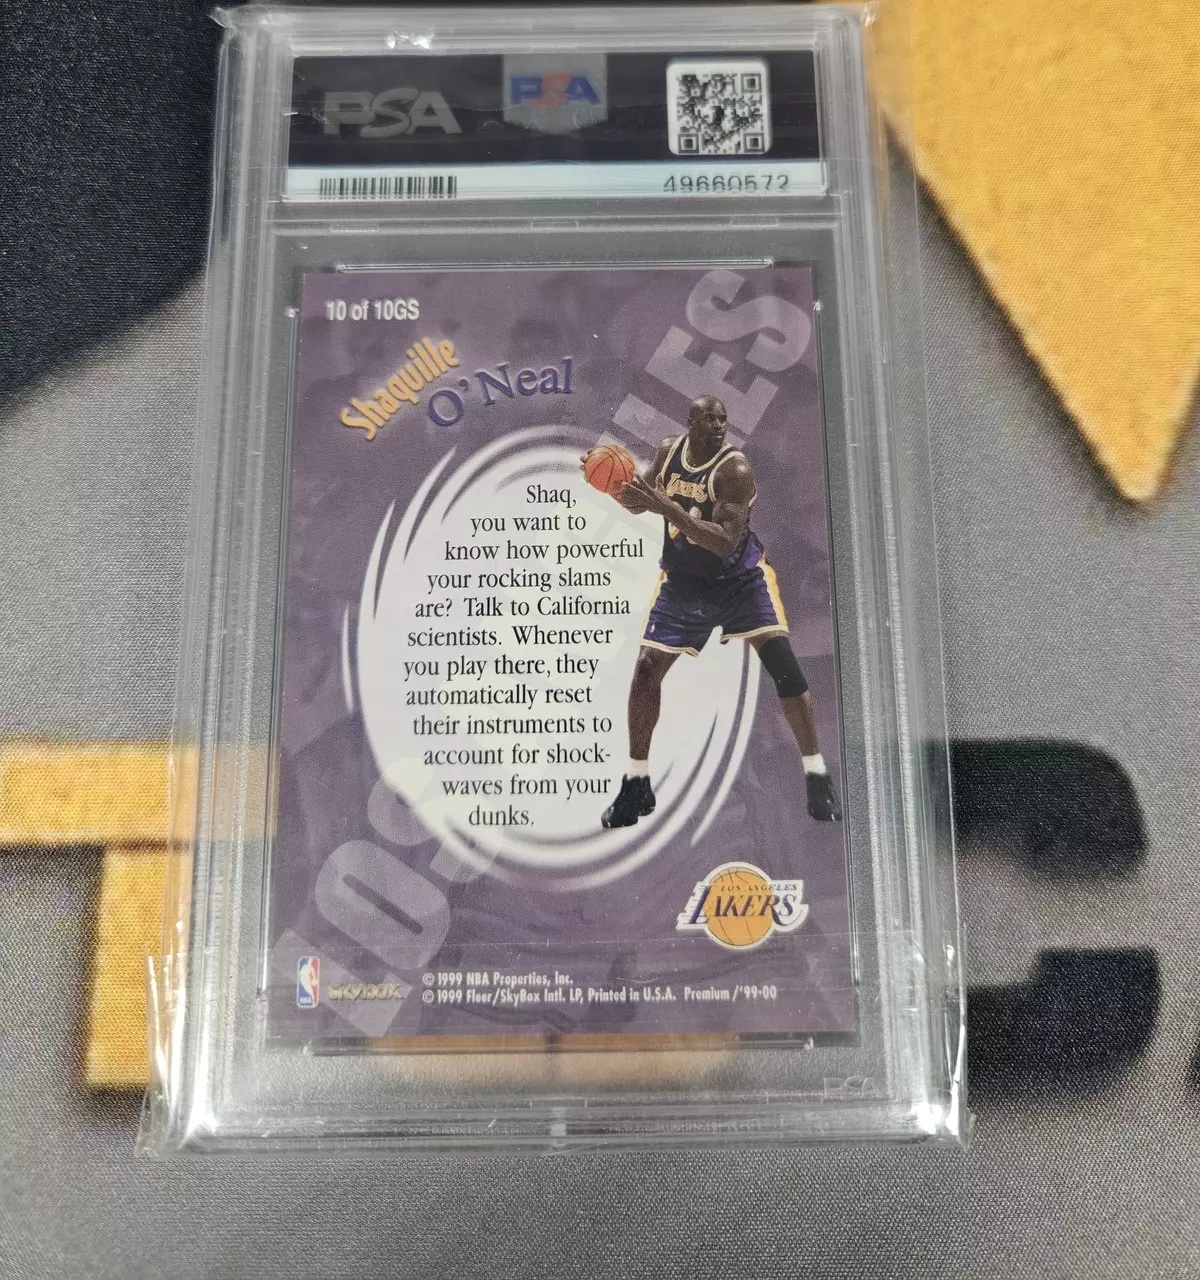 PSA
PSA
49660572
10 of 10GS
Shaquille
O'Neal
Shaq,
you want to
know how powerful
your rocking slams
are? Talk to California
scientists. Whenever
you play there, they
automatically reset
their instruments to
account for shock-
waves from your
dunks.
LAKERS
LOS ANGELES
LAKERS
SKYBOX
© 1999 NBA Properties, Inc.
© 1999 Fleer/SkyBox Intl. LP, Printed in U.S.A. Premium/'99-00
PSA